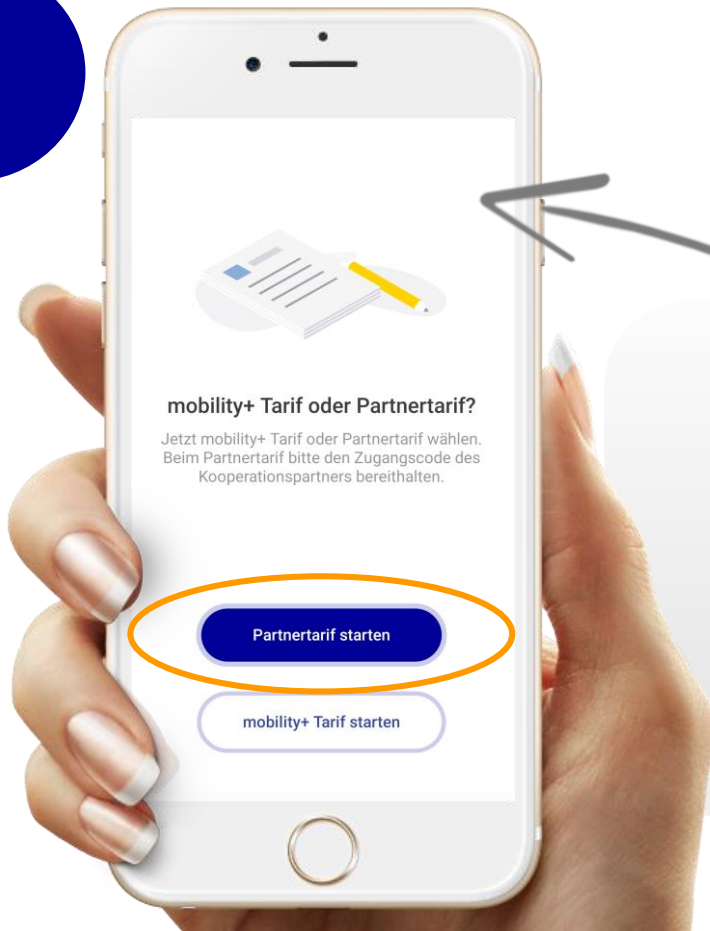 mobility+ Tarif oder Partnertarif?
Jetzt mobility+ Tarif oder Partnertarif wählen.
Beim Partnertarif bitte den Zugangscode des
Kooperationspartners bereithalten.
Partnertarif starten
mobility+ Tarif starten